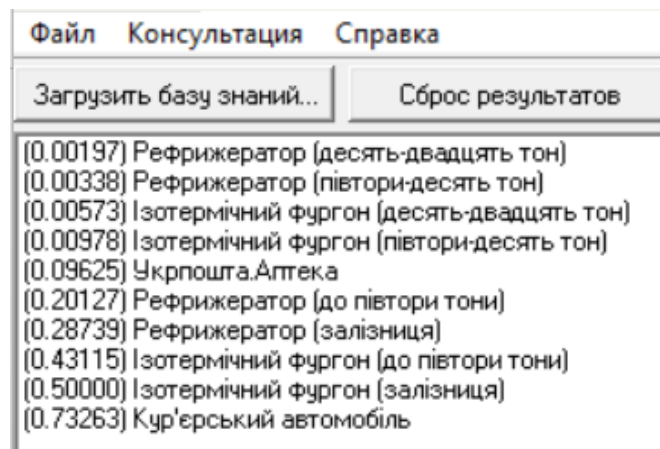 Файл Консультация Справка
Загрузить базу знаний... Сброс результатов
(0.00197) Рефрижератор (десять-двадцять тон)
(0.00338) Рефрижератор (півтори-десять тон)
(0.00573) Ізотермічний фургон (десять-двадцять тон)
(0.00978) Ізотермічний фургон (півтори-десять тон)
(0.09625) Укрпошта.Аптека
(0.20127) Рефрижератор (до півтори тони)
(0.28739) Рефрижератор (залізниця)
(0.43115) Ізотермічний фургон (до півтори тони)
(0.50000) Ізотермічний фургон (залізниця)
(0.73263) Кур'єрський автомобіль